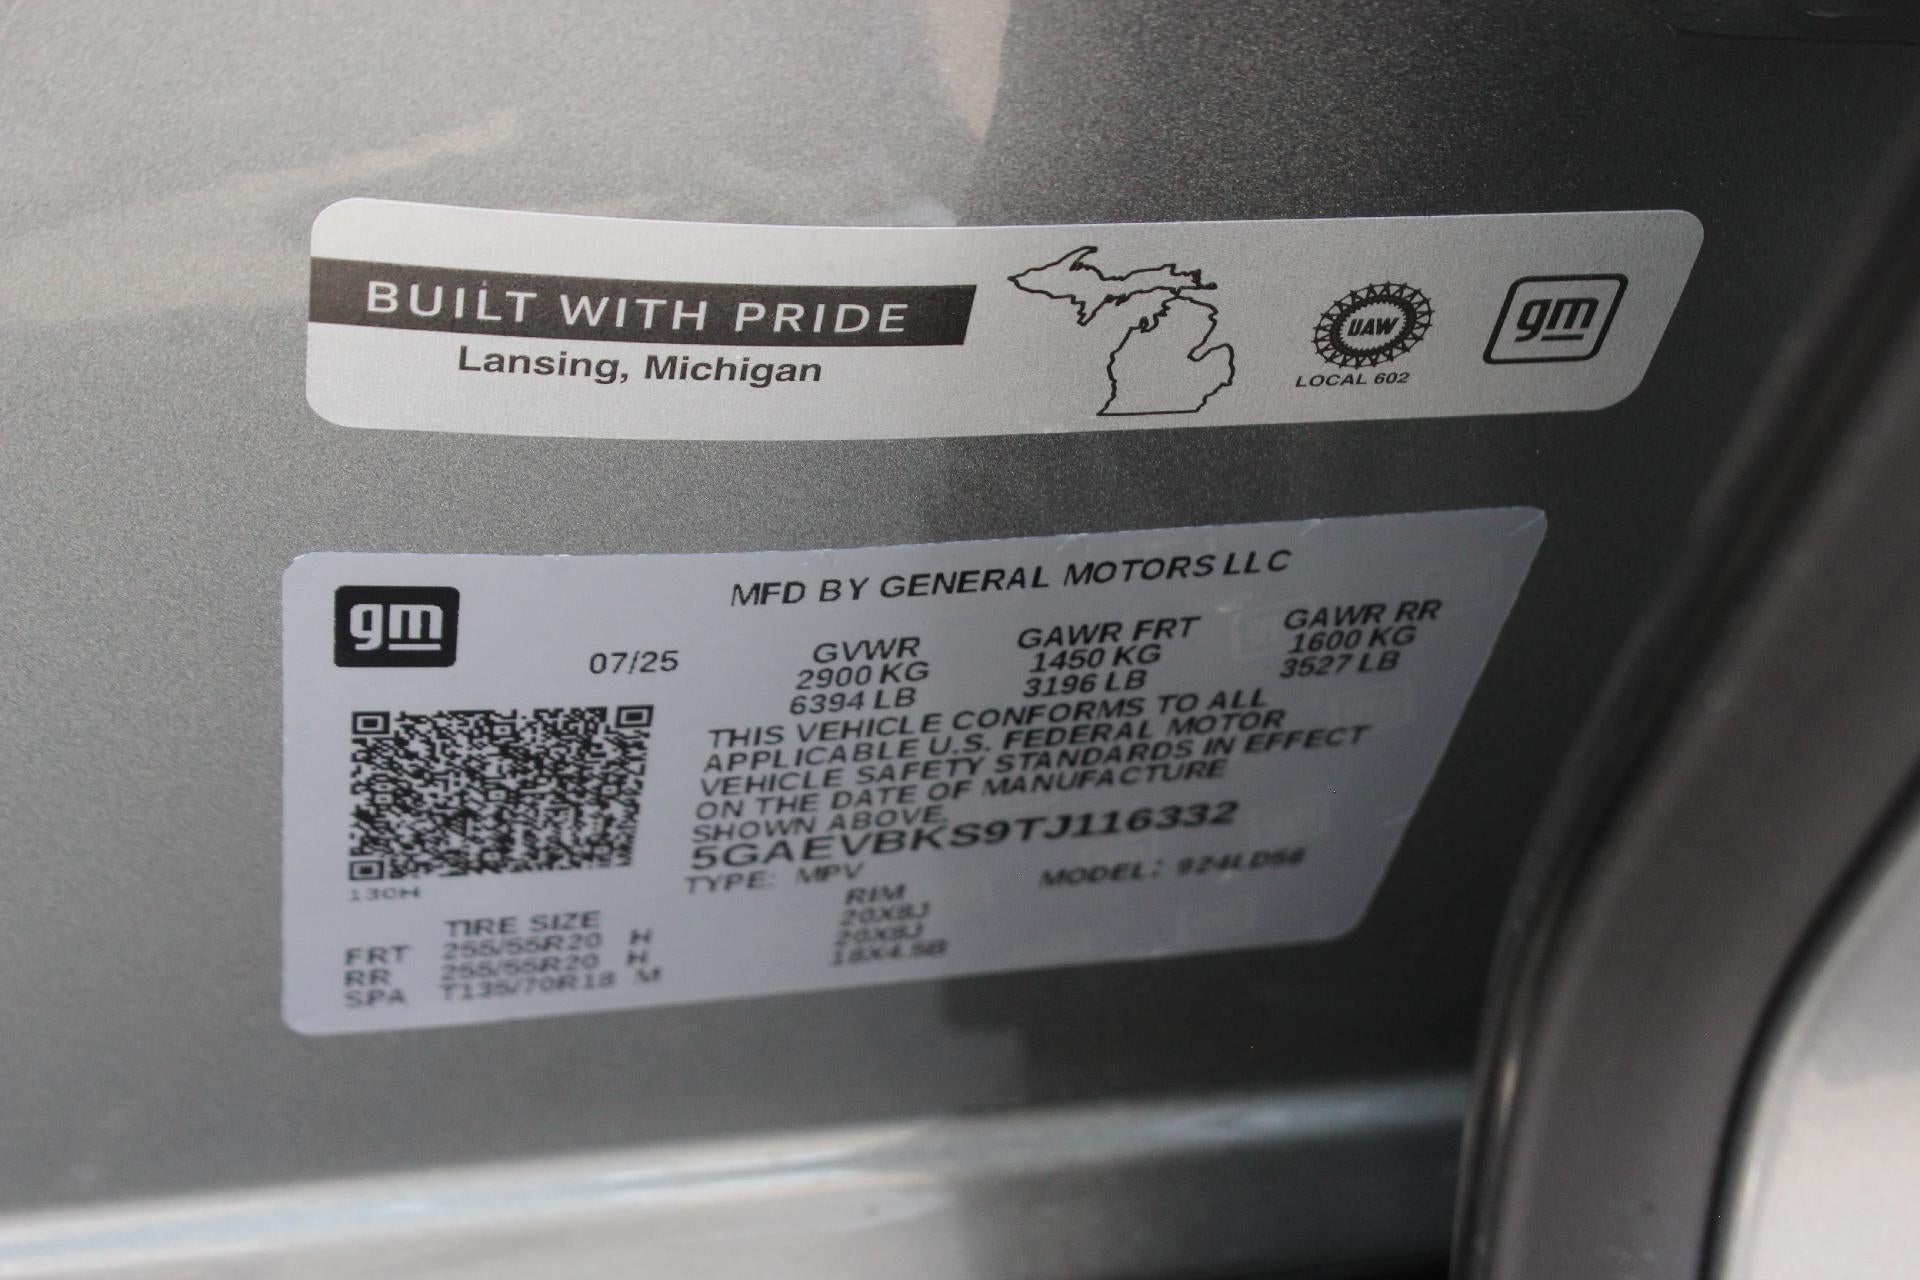 BUILT WITH PRIDE
Lansing, Michigan
UAW
LOCAL 602
gm
gm
MFD BY GENERAL MOTORS LLC
07/25
GVWR
2900 KG
6394 LB
GAWR FRT
1450 KG
3196 LB
GAWR RR
1600 KG
3527 LB
THIS VEHICLE CONFORMS TO ALL
APPLICABLE U.S. FEDERAL MOTOR
VEHICLE SAFETY STANDARDS IN EFFECT
ON THE DATE OF MANUFACTURE
SHOWN ABOVE.
5GAEVBKS9TJ116332
TYPE: MPV
MODEL: 924LD56
130H
TIRE SIZE
RIM
FRT 255/55R20 H 20X8J
RR 255/55R20 H 20X8J
SPA T135/70R18 M 18X4.5B